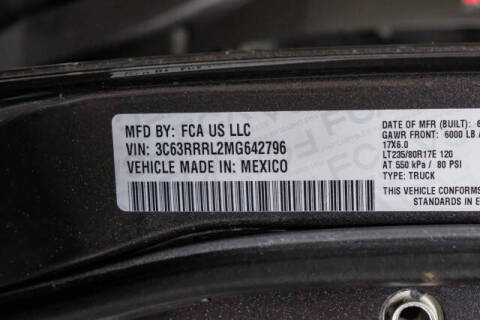 MFD BY: FCA US LLC
VIN: 3C63RRRL2MG642796
VEHICLE MADE IN: MEXICO
DATE OF MFR (BUILT): 6
GAWR FRONT: 6000 LB
17X6.0
LT235/80R17E 120
AT 550 kPa / 80 PSI
TYPE: TRUCK
THIS VEHICLE CONFORMS
STANDARDS IN E